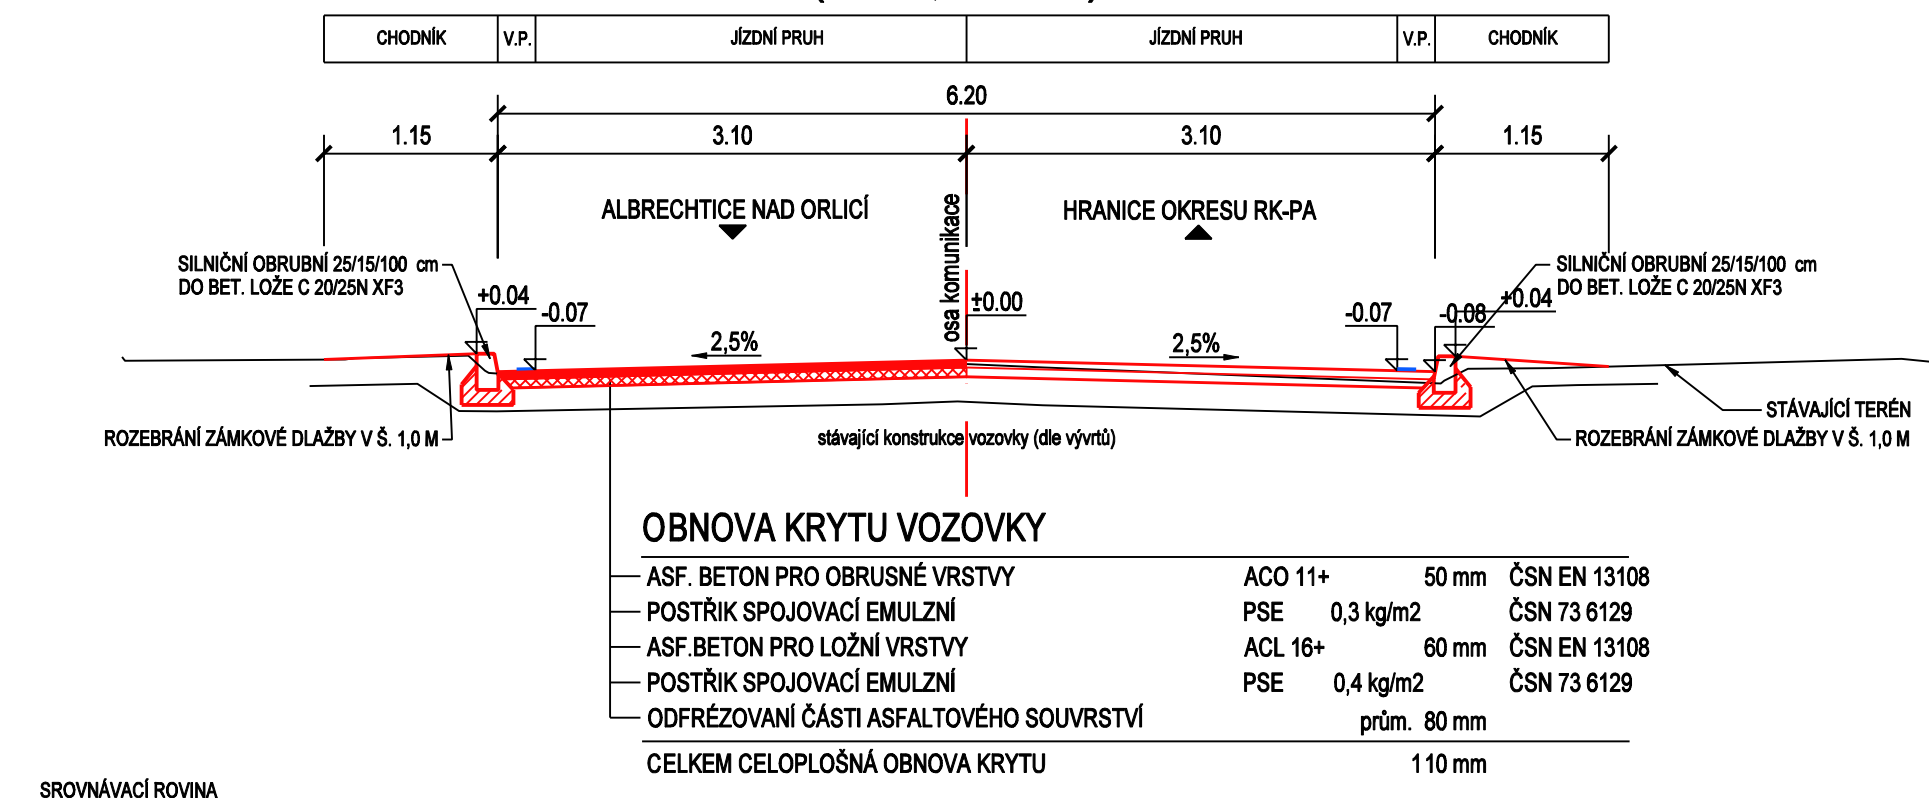 CHODNÍK V.P. JÍZDNÍ PRUH JÍZDNÍ PRUH V.P. CHODNÍK
6.20
1.15 3.10 3.10 1.15
ALBRECHTICE NAD ORLICÍ HRANICE OKRESU RK-PA
osa komunikace
SILNIČNÍ OBRUBNÍ 25/15/100 cm
DO BET. LOŽE C 20/25N XF3
SILNIČNÍ OBRUBNÍ 25/15/100 cm
DO BET. LOŽE C 20/25N XF3
+0.04 -0.07 ±0.00 -0.07 -0.08 +0.04
2,5% 2,5%
STÁVAJÍCÍ TERÉN
ROZEBRÁNÍ ZÁMKOVÉ DLAŽBY V Š. 1,0 M
stávající konstrukce vozovky (dle vývrtů)
ROZEBRÁNÍ ZÁMKOVÉ DLAŽBY V Š. 1,0 M
OBNOVA KRYTU VOZOVKY
ASF. BETON PRO OBRUSNÉ VRSTVY ACO 11+ 50 mm ČSN EN 13108
POSTŘIK SPOJOVACÍ EMULZNÍ PSE 0,3 kg/m2 ČSN 73 6129
ASF.BETON PRO LOŽNÍ VRSTVY ACL 16+ 60 mm ČSN EN 13108
POSTŘIK SPOJOVACÍ EMULZNÍ PSE 0,4 kg/m2 ČSN 73 6129
ODFRÉZOVANÍ ČÁSTI ASFALTOVÉHO SOUVRSTVÍ prům. 80 mm
CELKEM CELOPLOŠNÁ OBNOVA KRYTU 110 mm
SROVNÁVACÍ ROVINA